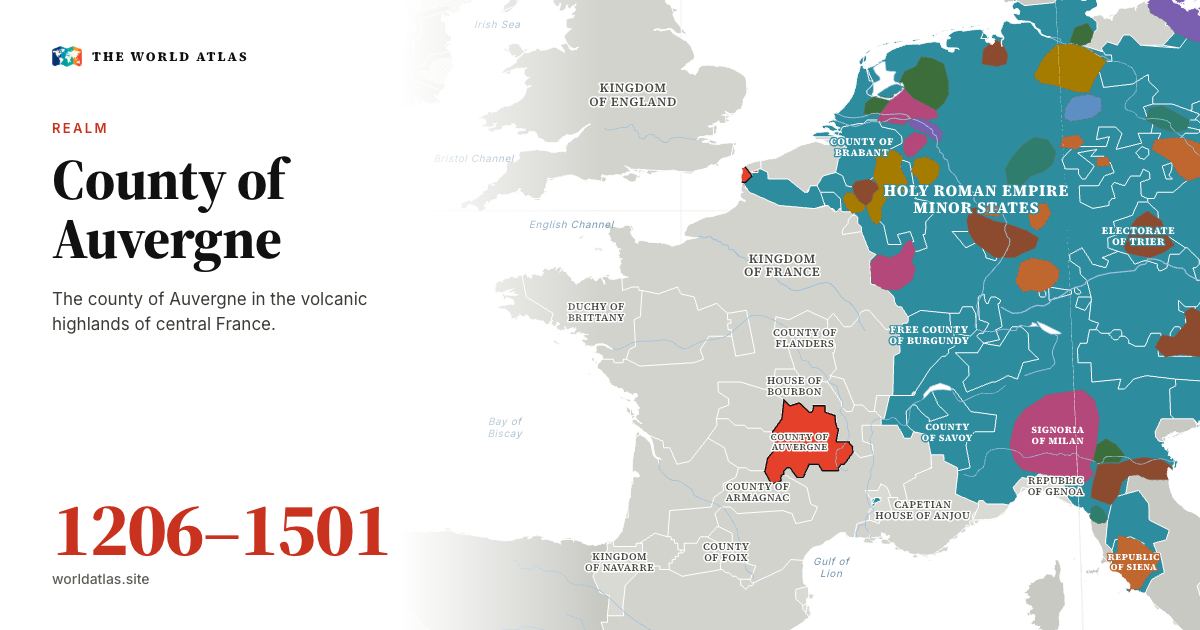 THE WORLD ATLAS
REALM
County of
Auvergne
The county of Auvergne in the volcanic
highlands of central France.
1206–1501
worldatlas.site
Irish Sea
KINGDOM
OF ENGLAND
Bristol Channel
English Channel
COUNTY OF
BRABANT
HOLY ROMAN EMPIRE
MINOR STATES
ELECTORATE
OF TRIER
KINGDOM
OF FRANCE
DUCHY OF
BRITTANY
COUNTY OF
FLANDERS
FREE COUNTY
OF BURGUNDY
HOUSE OF
BOURBON
Bay of
Biscay
COUNTY OF
AUVERGNE
COUNTY
OF SAVOY
SIGNORIA
OF MILAN
COUNTY OF
ARMAGNAC
REPUBLIC
OF GENOA
CAPETIAN
HOUSE OF ANJOU
KINGDOM
OF NAVARRE
COUNTY
OF FOIX
Gulf of
Lion
REPUBLIC
OF SIENA